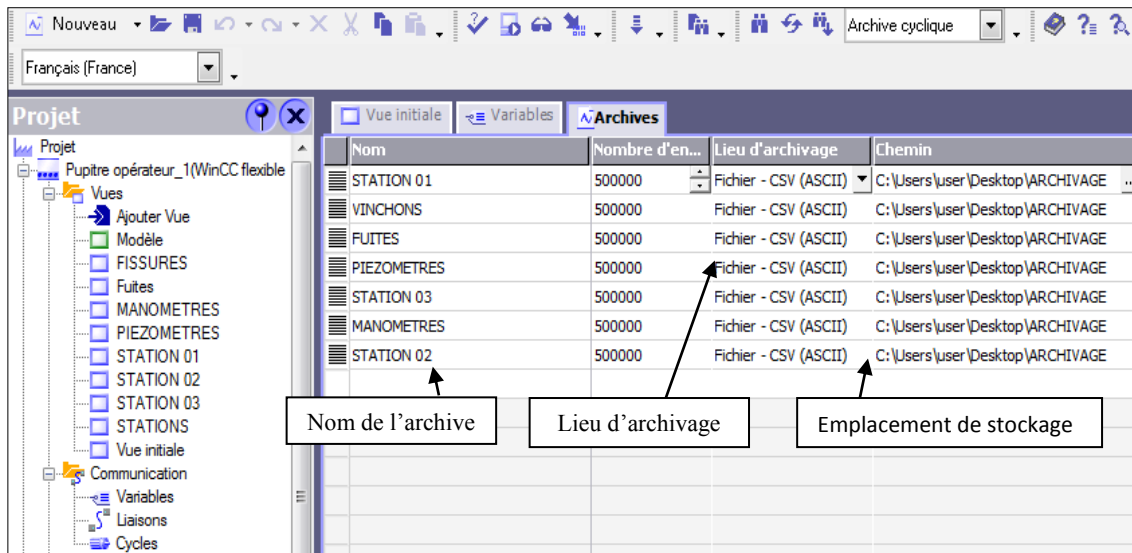 Nouveau
Archive cyclique
Français (France)
Projet
Projet
Pupitre opérateur_1(WinCC flexible
Vues
Ajouter Vue
Modèle
FISSURES
Fuites
MANOMETRES
PIEZOMETRES
STATION 01
STATION 02
STATION 03
STATIONS
Vue initiale
Communication
Variables
Liaisons
Cycles
Vue initiale Variables Archives
Nom Nombre d'en... Lieu d'archivage Chemin
STATION 01 500000 Fichier - CSV (ASCII) C:\Users\user\Desktop\ARCHIVAGE ...
VINCHONS 500000 Fichier - CSV (ASCII) C:\Users\user\Desktop\ARCHIVAGE
FUITES 500000 Fichier - CSV (ASCII) C:\Users\user\Desktop\ARCHIVAGE
PIEZOMETRES 500000 Fichier - CSV (ASCII) C:\Users\user\Desktop\ARCHIVAGE
STATION 03 500000 Fichier - CSV (ASCII) C:\Users\user\Desktop\ARCHIVAGE
MANOMETRES 500000 Fichier - CSV (ASCII) C:\Users\user\Desktop\ARCHIVAGE
STATION 02 500000 Fichier - CSV (ASCII) C:\Users\user\Desktop\ARCHIVAGE
Nom de l'archive
Lieu d'archivage
Emplacement de stockage